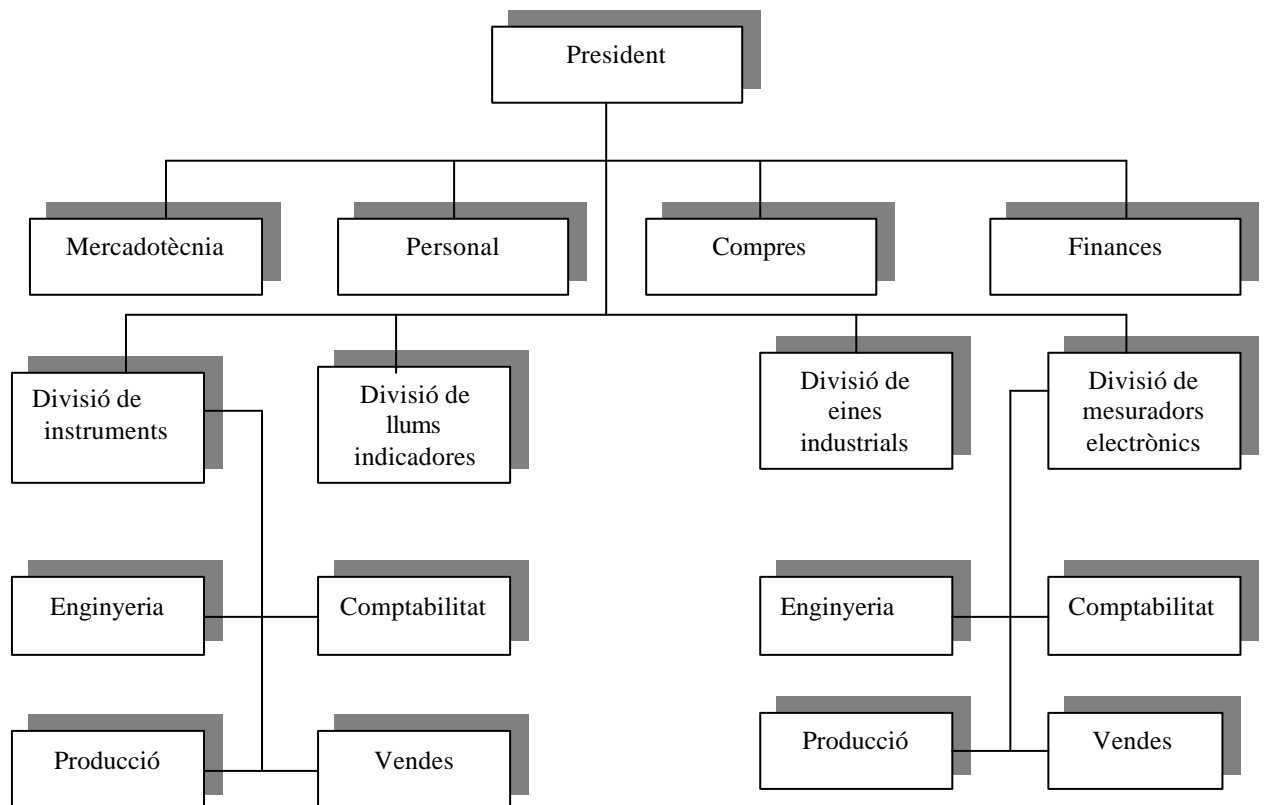 President
Mercadotècnia
Personal
Compres
Finances
Divisió de
instruments
Divisió de
llums
indicadores
Divisió de
eines
industrials
Divisió de
mesuradors
electrònics
Enginyeria
Comptabilitat
Enginyeria
Comptabilitat
Producció
Vendes
Producció
Vendes